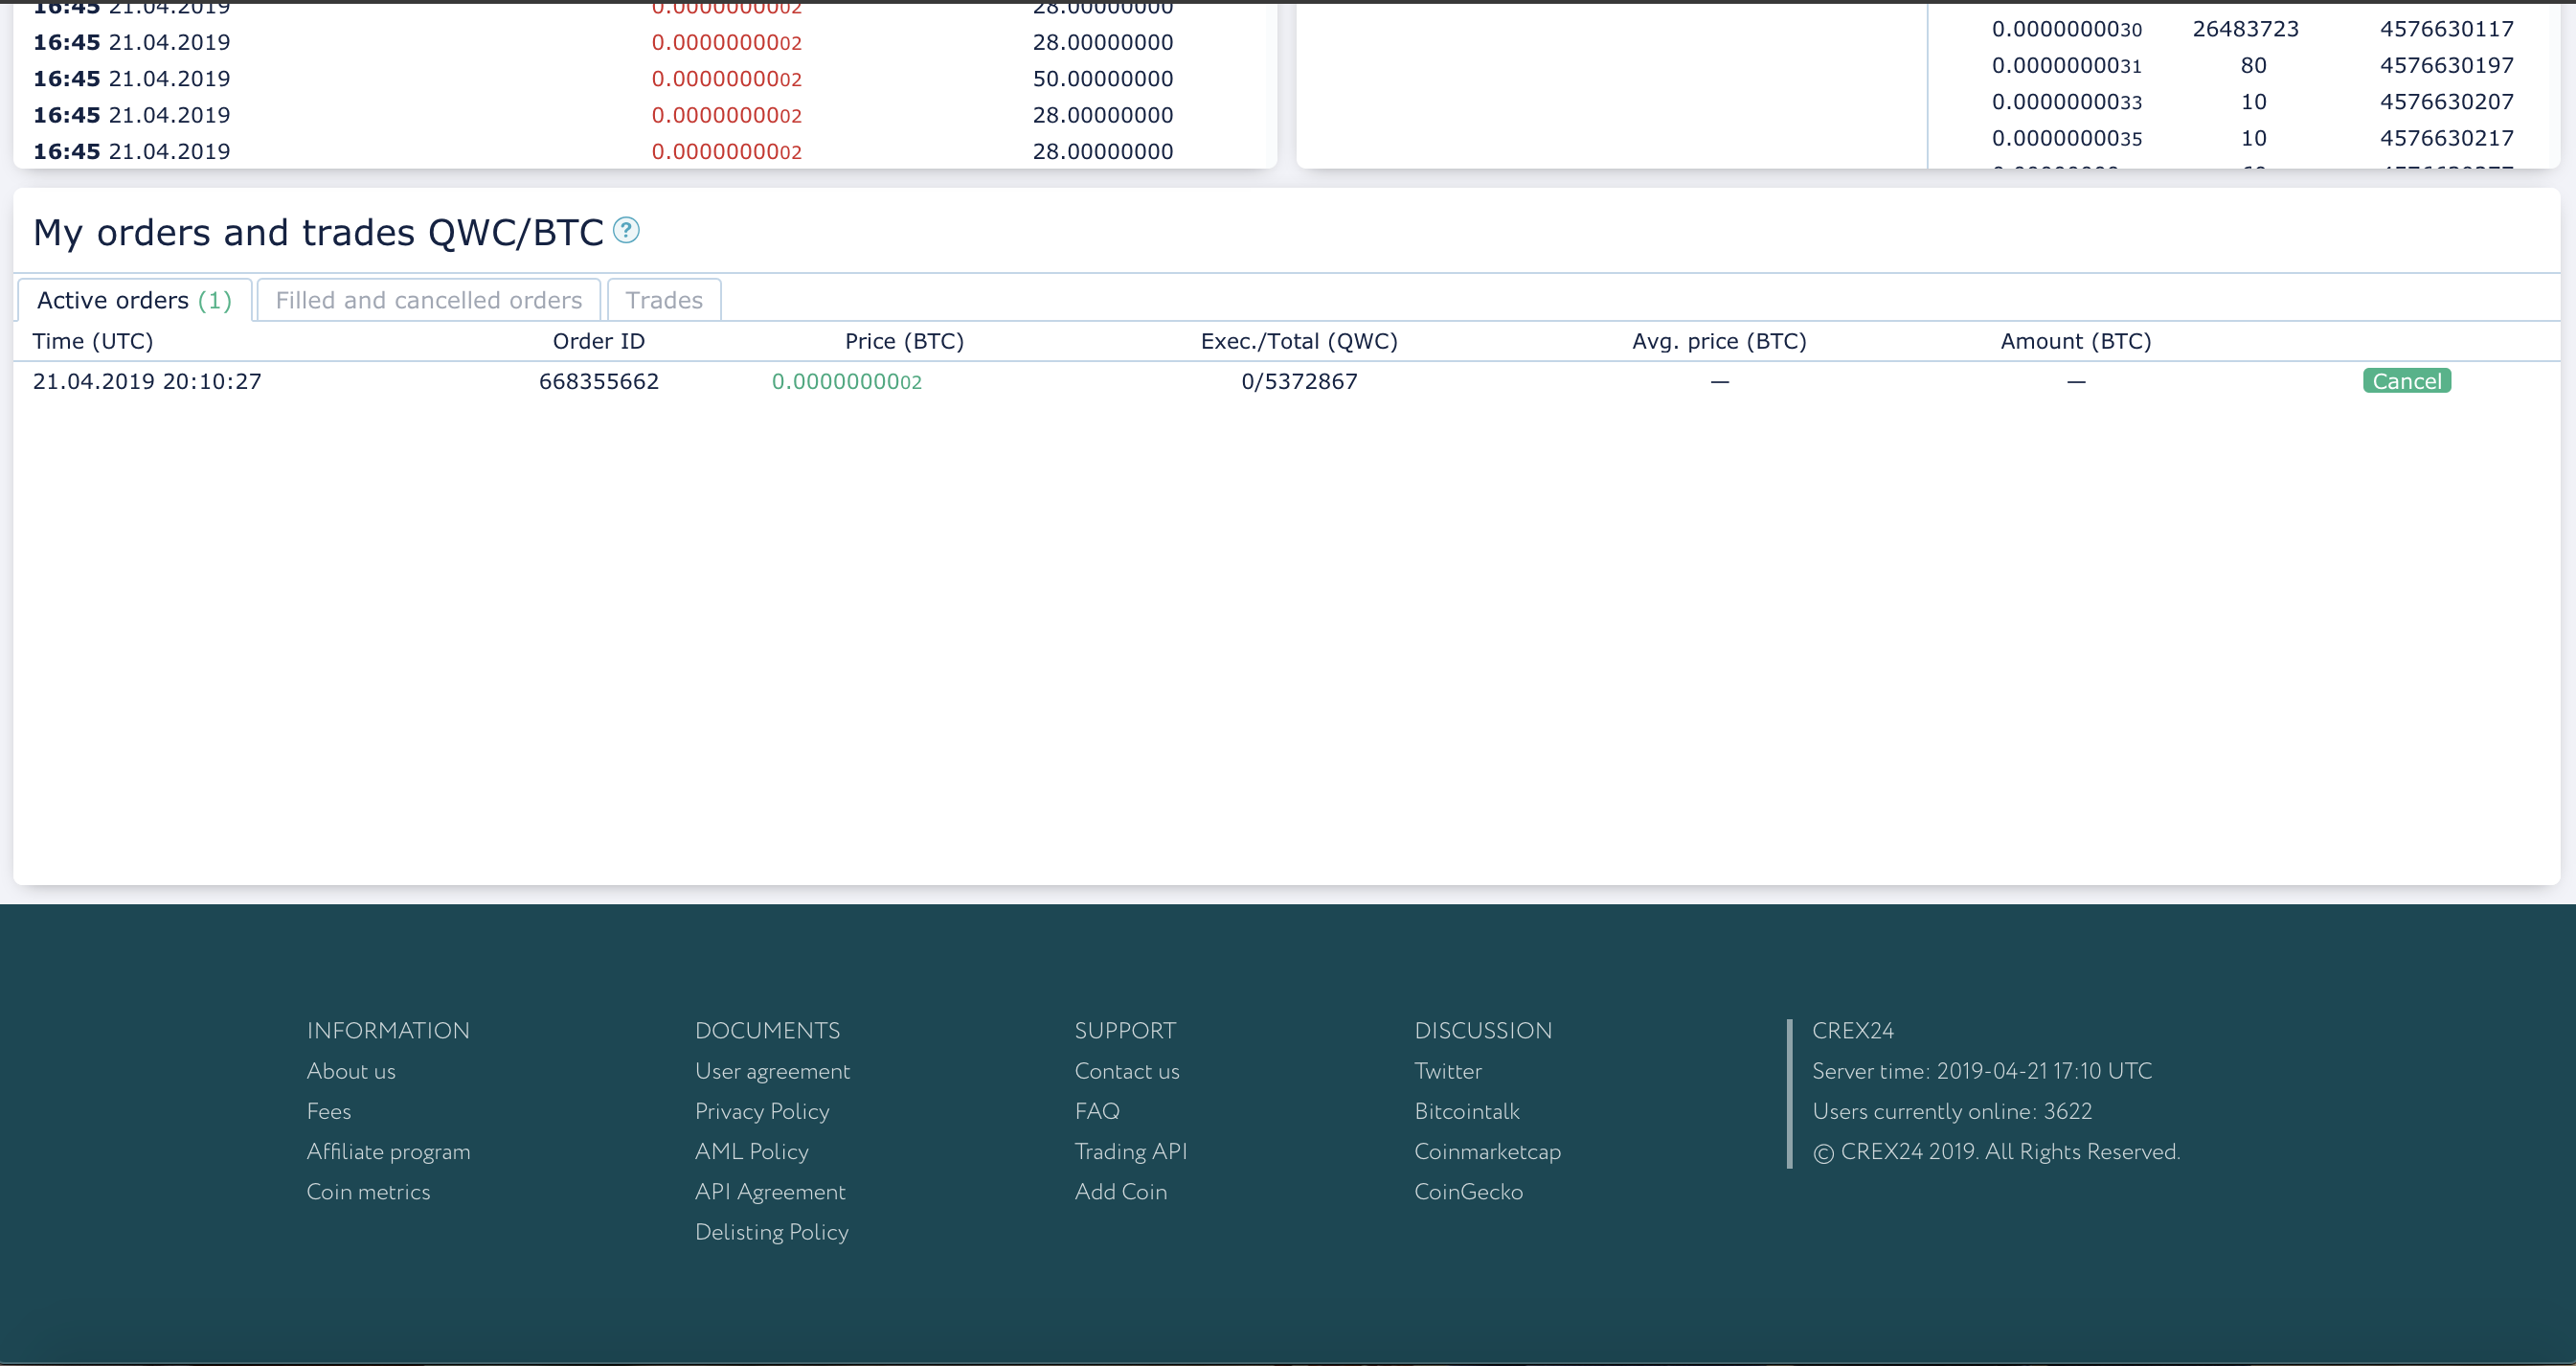 16:45 21.04.2019 0.0000000002 28.00000000
16:45 21.04.2019 0.0000000002 28.00000000
16:45 21.04.2019 0.0000000002 50.00000000
16:45 21.04.2019 0.0000000002 28.00000000
16:45 21.04.2019 0.0000000002 28.00000000
0.0000000030 26483723 4576630117
0.0000000031 80 4576630197
0.0000000033 10 4576630207
0.0000000035 10 4576630217
My orders and trades QWC/BTC ?
Active orders (1) Filled and cancelled orders Trades
Time (UTC) Order ID Price (BTC) Exec./Total (QWC) Avg. price (BTC) Amount (BTC)
21.04.2019 20:10:27 668355662 0.0000000002 0/5372867 — — Cancel
INFORMATION
About us
Fees
Affiliate program
Coin metrics
DOCUMENTS
User agreement
Privacy Policy
AML Policy
API Agreement
Delisting Policy
SUPPORT
Contact us
FAQ
Trading API
Add Coin
DISCUSSION
Twitter
Bitcointalk
Coinmarketcap
CoinGecko
CREX24
Server time: 2019-04-21 17:10 UTC
Users currently online: 3622
© CREX24 2019. All Rights Reserved.